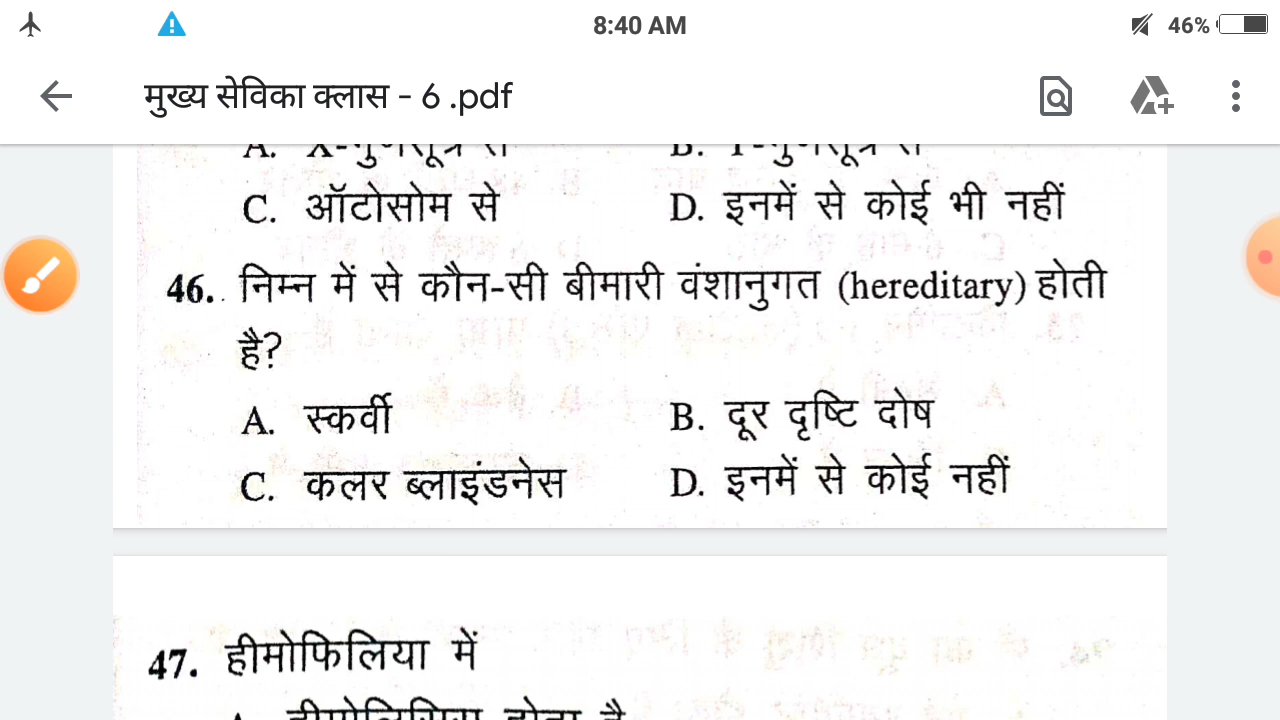 8:40 AM
46%
मुख्य सेविका क्लास - 6 .pdf
C. ऑटोसोम से D. इनमें से कोई भी नहीं
46. निम्न में से कौन-सी बीमारी वंशानुगत (hereditary) होती
है?
A. स्कर्वी B. दूर दृष्टि दोष
C. कलर ब्लाइंडनेस D. इनमें से कोई नहीं
47. हीमोफिलिया में